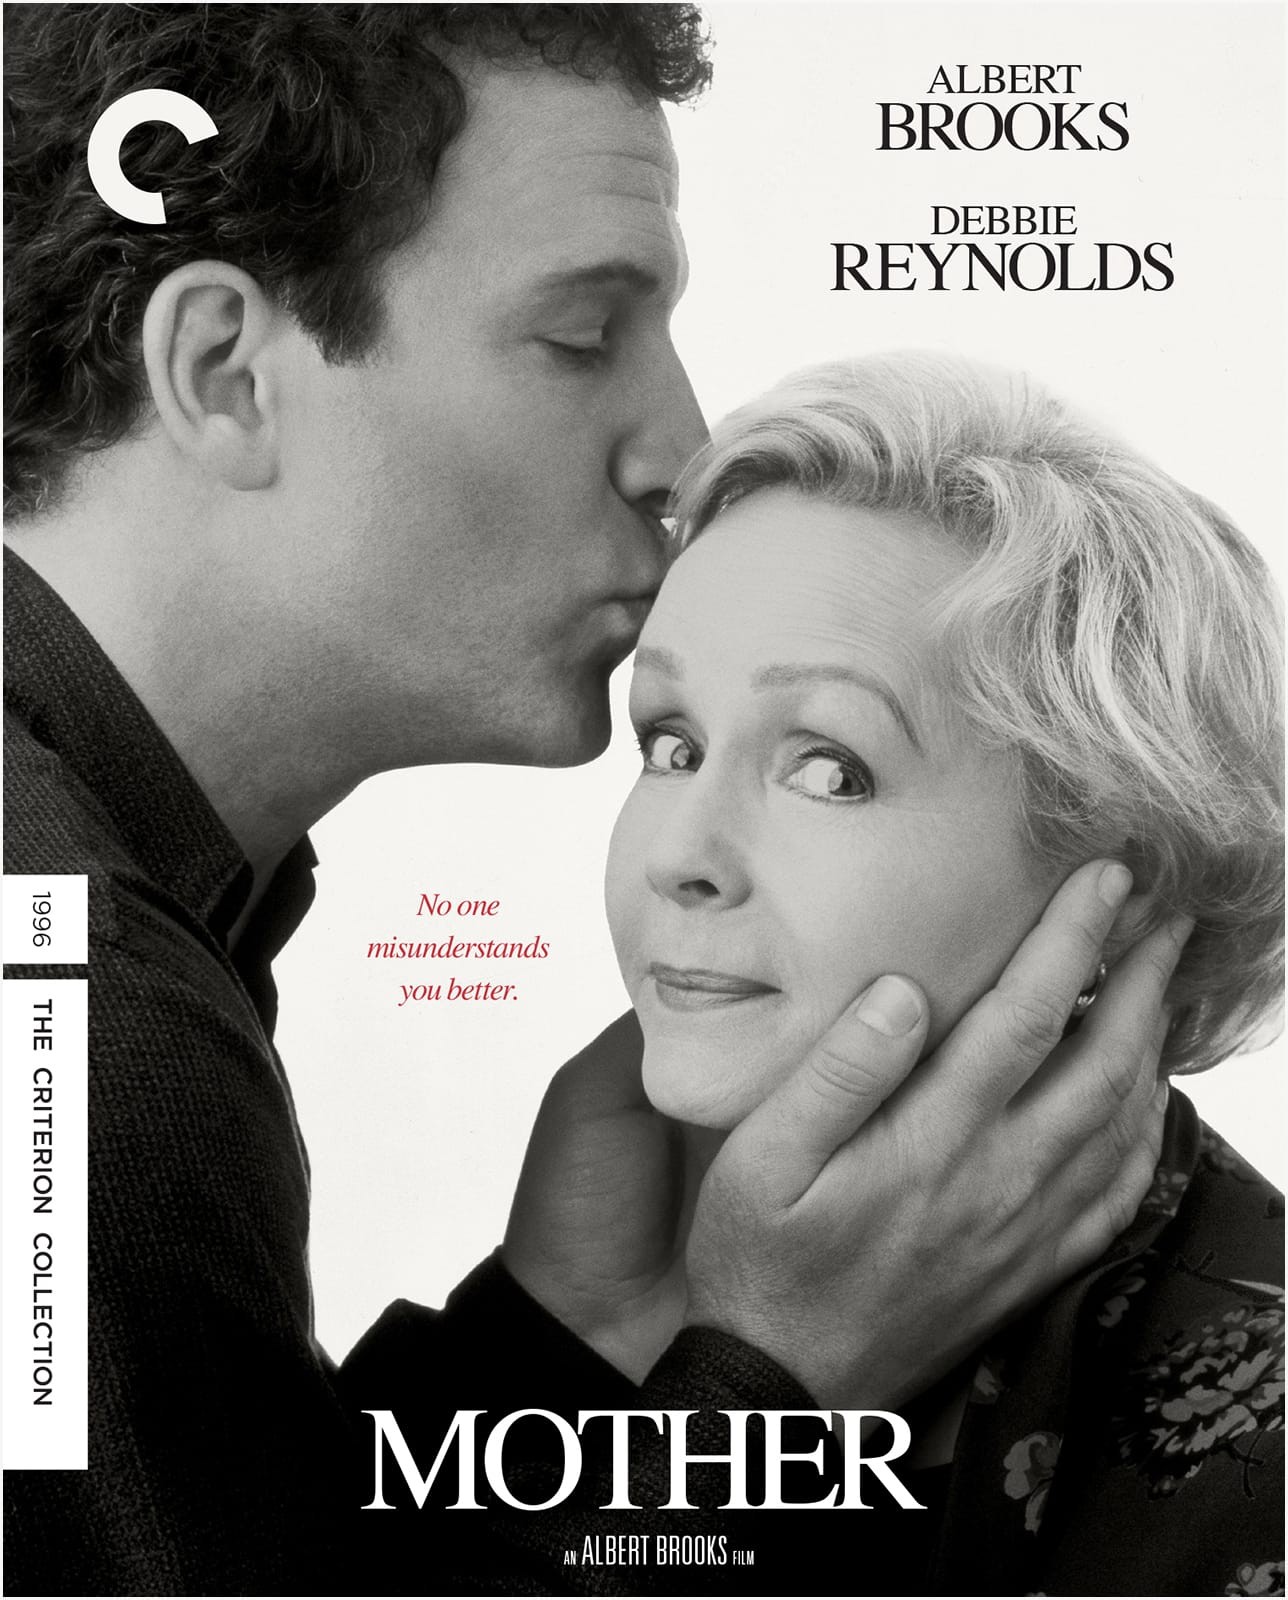 ALBERT
BROOKS
DEBBIE
REYNOLDS
No one
misunderstands
you better.
1996
THE CRITERION COLLECTION
MOTHER
AN ALBERT BROOKS FILM